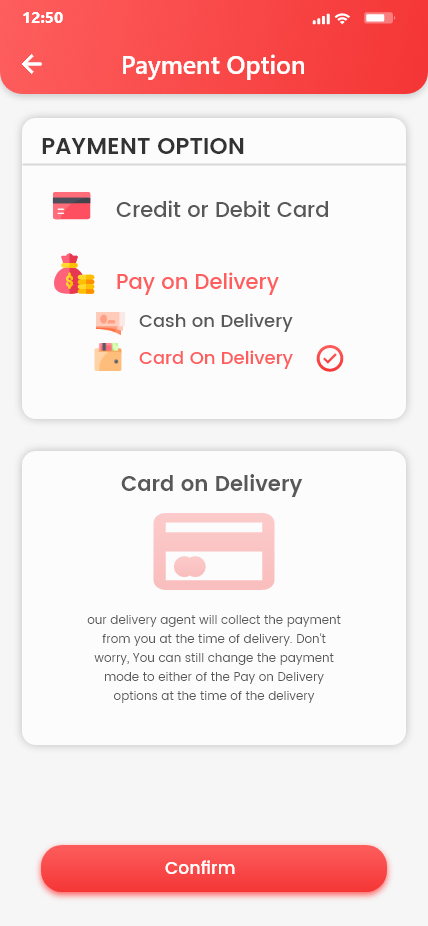 12:50
Payment Option
PAYMENT OPTION
Credit or Debit Card
Pay on Delivery
Cash on Delivery
Card On Delivery
Card on Delivery
our delivery agent will collect the payment
from you at the time of delivery. Don't
worry, You can still change the payment
mode to either of the Pay on Delivery
options at the time of the delivery
Confirm